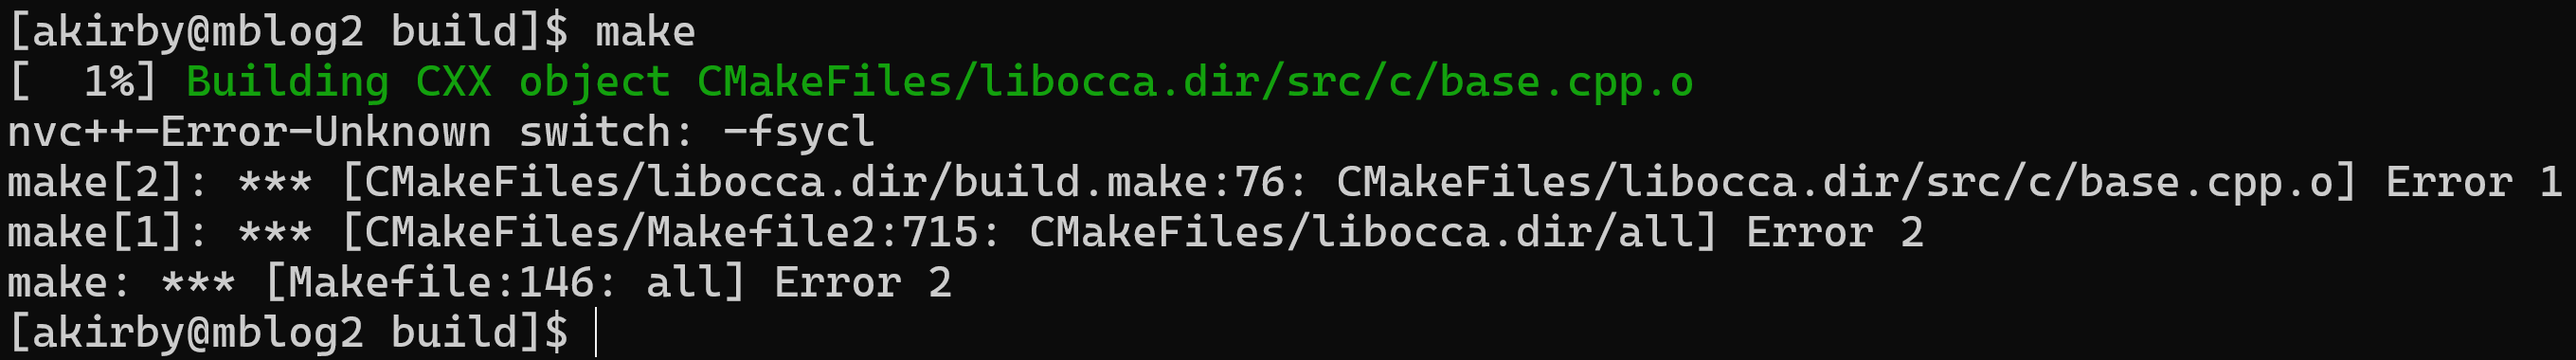 [akirby@mblog2 build]$ make
[  1%] Building CXX object CMakeFiles/libocca.dir/src/c/base.cpp.o
nvc++-Error-Unknown switch: -fsycl
make[2]: *** [CMakeFiles/libocca.dir/build.make:76: CMakeFiles/libocca.dir/src/c/base.cpp.o] Error 1
make[1]: *** [CMakeFiles/Makefile2:715: CMakeFiles/libocca.dir/all] Error 2
make: *** [Makefile:146: all] Error 2
[akirby@mblog2 build]$